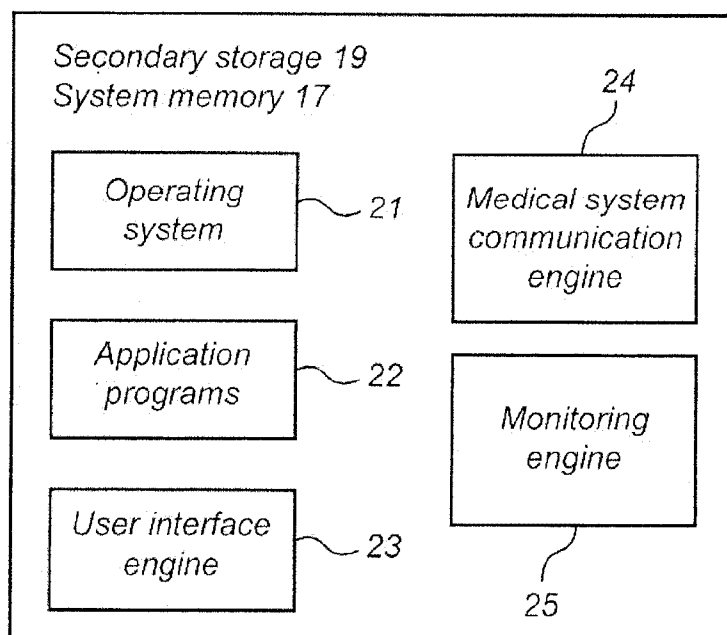 Secondary storage 19
System memory 17
Operating
system
21
Application
programs
22
User interface
engine
23
24
Medical system
communication
engine
Monitoring
engine
25